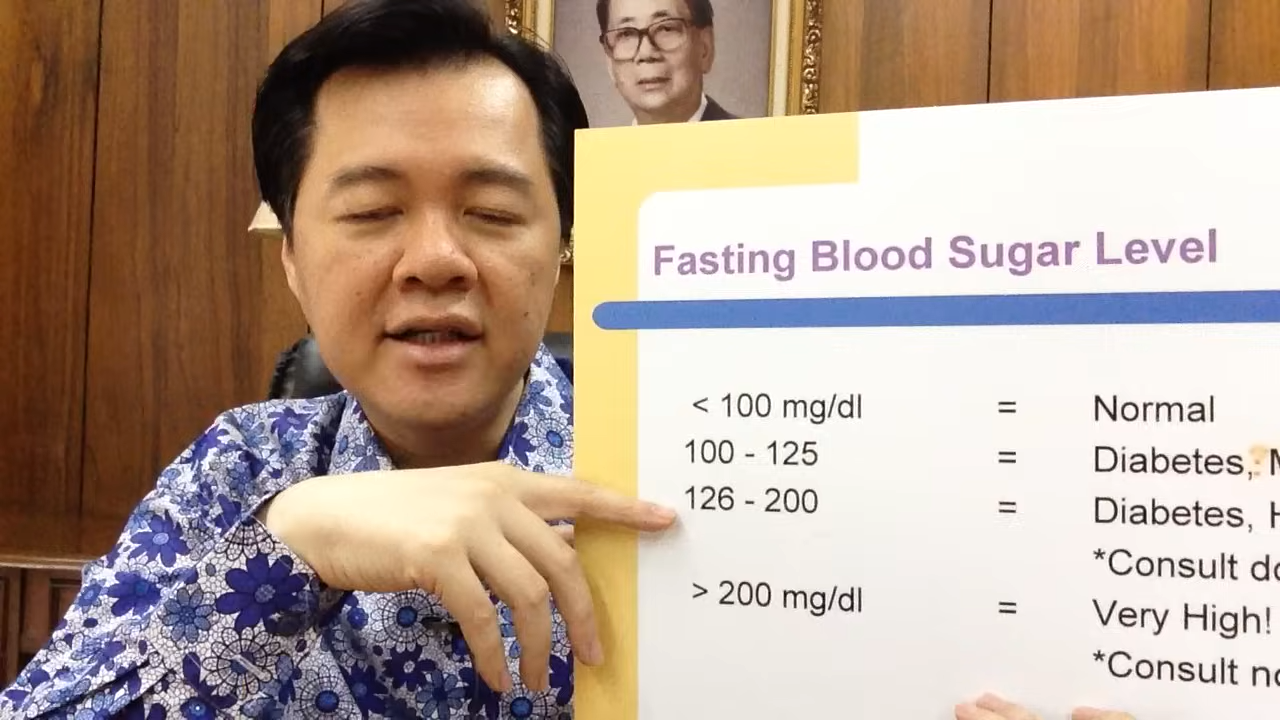 Fasting Blood Sugar Level
< 100 mg/dl = Normal
100 - 125 = Diabetes,
126 - 200 = Diabetes,
*Consult
> 200 mg/dl = Very High!
*Consult